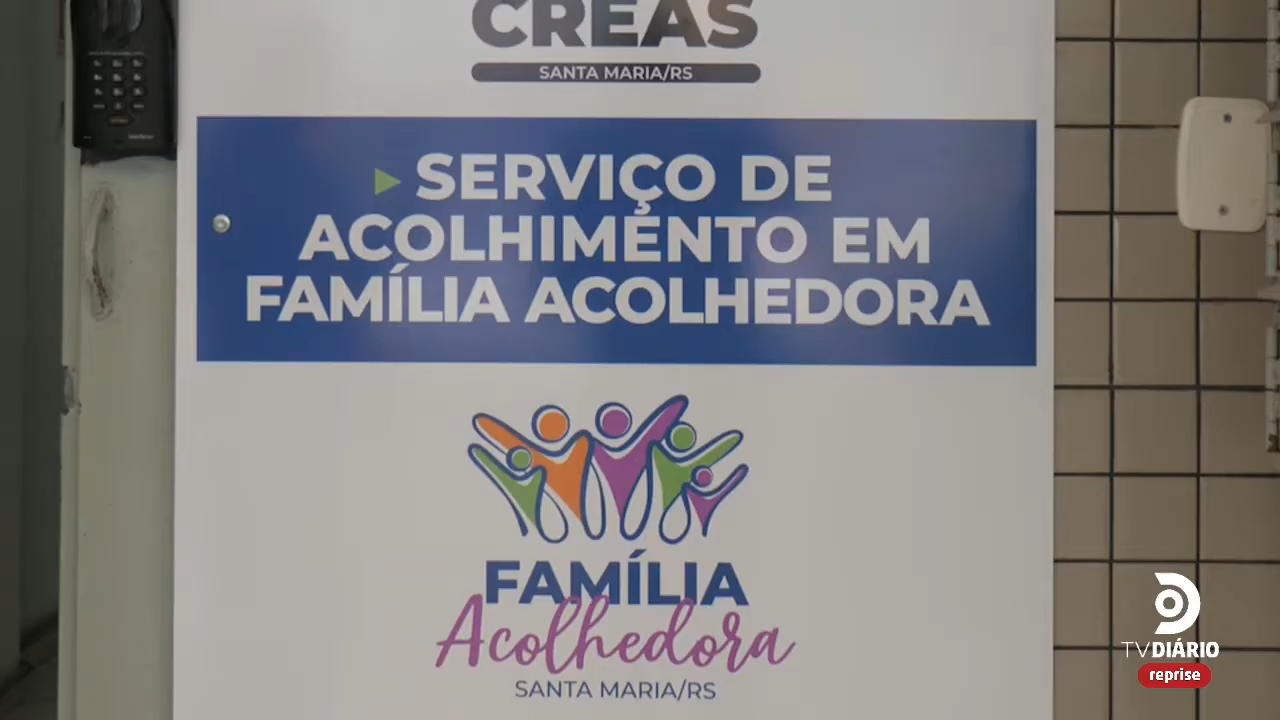 CREAS
SANTA MARIA/RS
SERVIÇO DE
ACOLHIMENTO EM
FAMÍLIA ACOLHEDORA
FAMÍLIA
Acolhedora
SANTA MARIA/RS
TVDIÁRIO
reprise